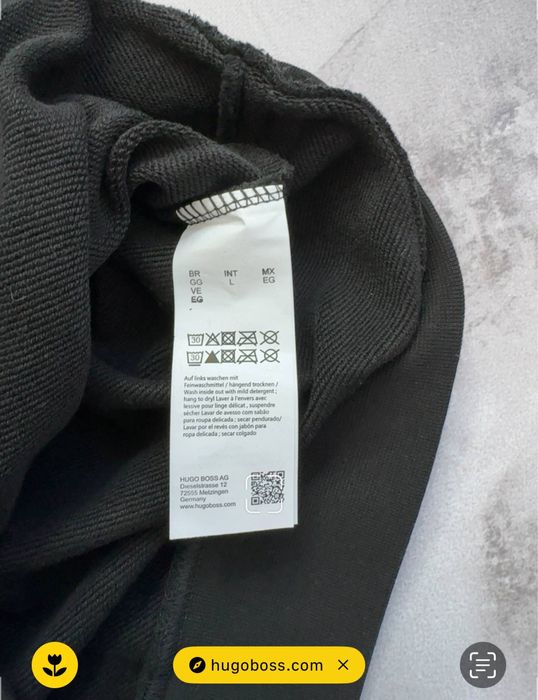 BR INT MX
GG L EG
VE
EG
30
30
Auf links waschen mit
Feinwaschmittel / hängend trocknen /
Wash inside out with mild detergent ;
hang to dry/ Laver à l'envers avec
lessive pour linge délicat , suspendre
sécher Lavar de avesso com sabão
para roupa delicada ; secar pendurado/
Lavar por el revés con jabón para
ropa delicada ; secar colgado
HUGO BOSS AG
Dieselstrasse 12
72555 Metzingen
Germany
www.hugoboss.com
hugoboss.com